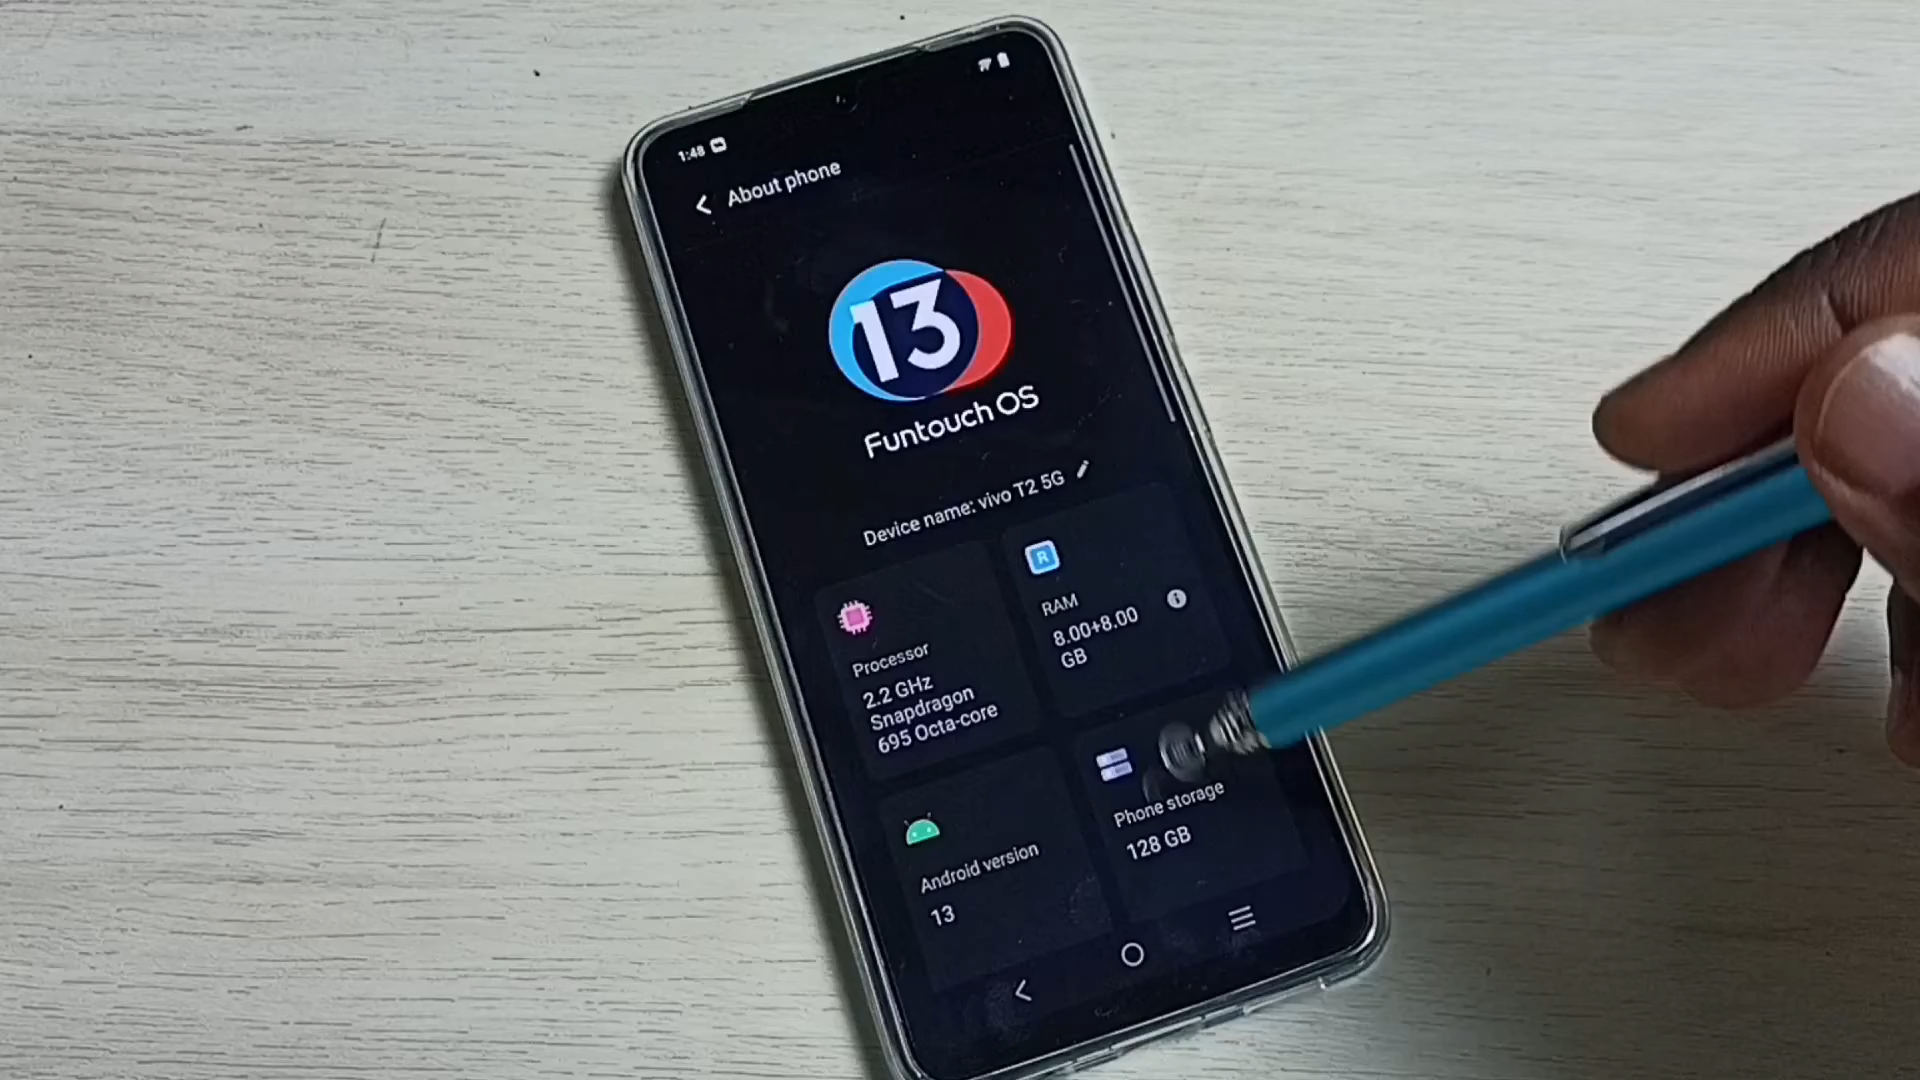 1:48
About phone
13
Funtouch OS
Device name: vivo T2 5G
R
RAM
8.00+8.00
GB
Processor
2.2 GHz
Snapdragon
695 Octa-core
Phone storage
128 GB
Android version
13